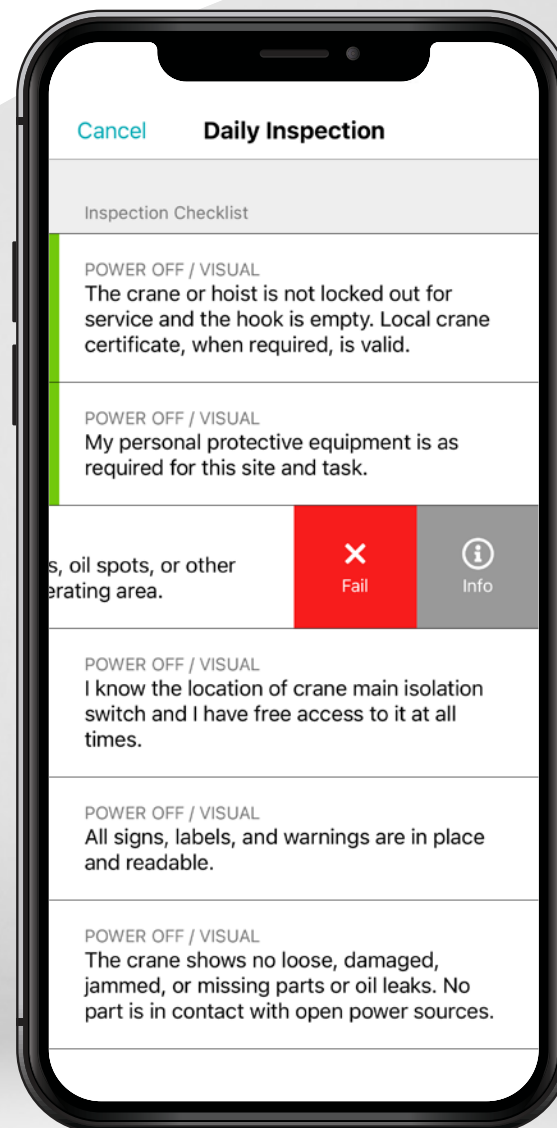 Cancel Daily Inspection
Inspection Checklist
POWER OFF / VISUAL
The crane or hoist is not locked out for
service and the hook is empty. Local crane
certificate, when required, is valid.
POWER OFF / VISUAL
My personal protective equipment is as
required for this site and task.
s, oil spots, or other
erating area.
Fail
Info
POWER OFF / VISUAL
I know the location of crane main isolation
switch and I have free access to it at all
times.
POWER OFF / VISUAL
All signs, labels, and warnings are in place
and readable.
POWER OFF / VISUAL
The crane shows no loose, damaged,
jammed, or missing parts or oil leaks. No
part is in contact with open power sources.